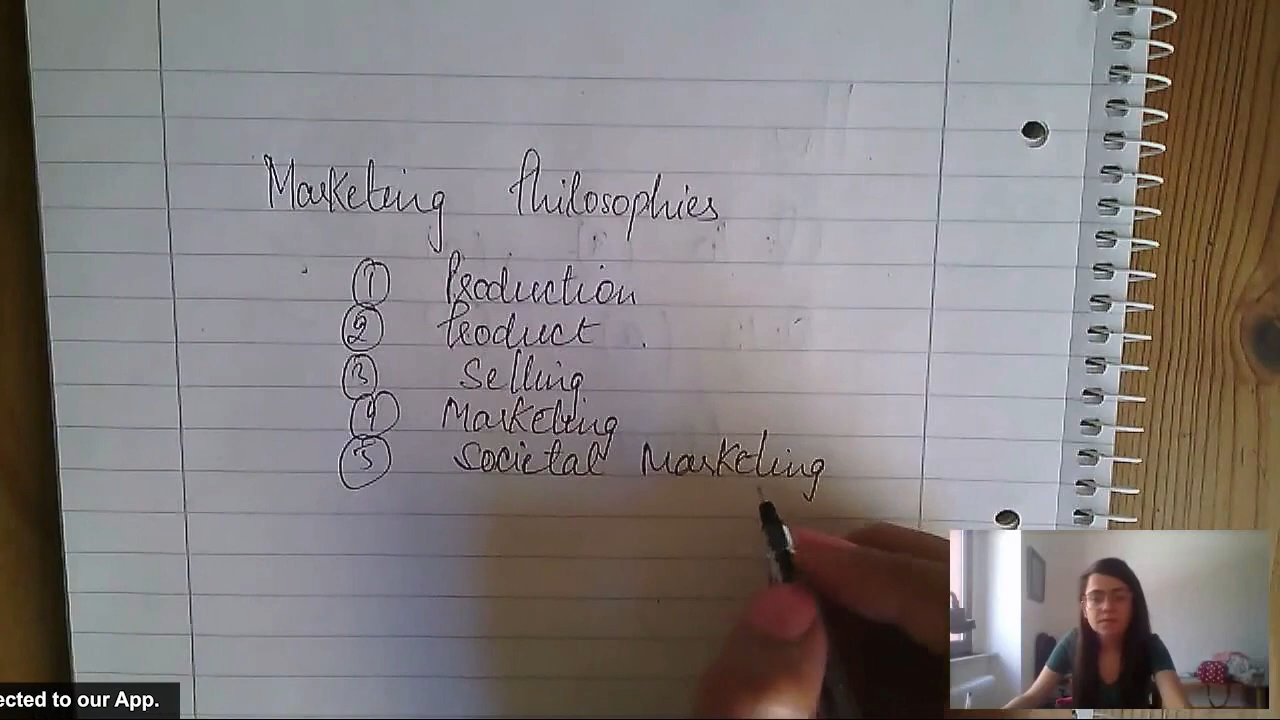 Marketing Philosophies
① Production
② Product
③ Selling
④ Marketing
⑤ Societal Marketing
ected to our App.